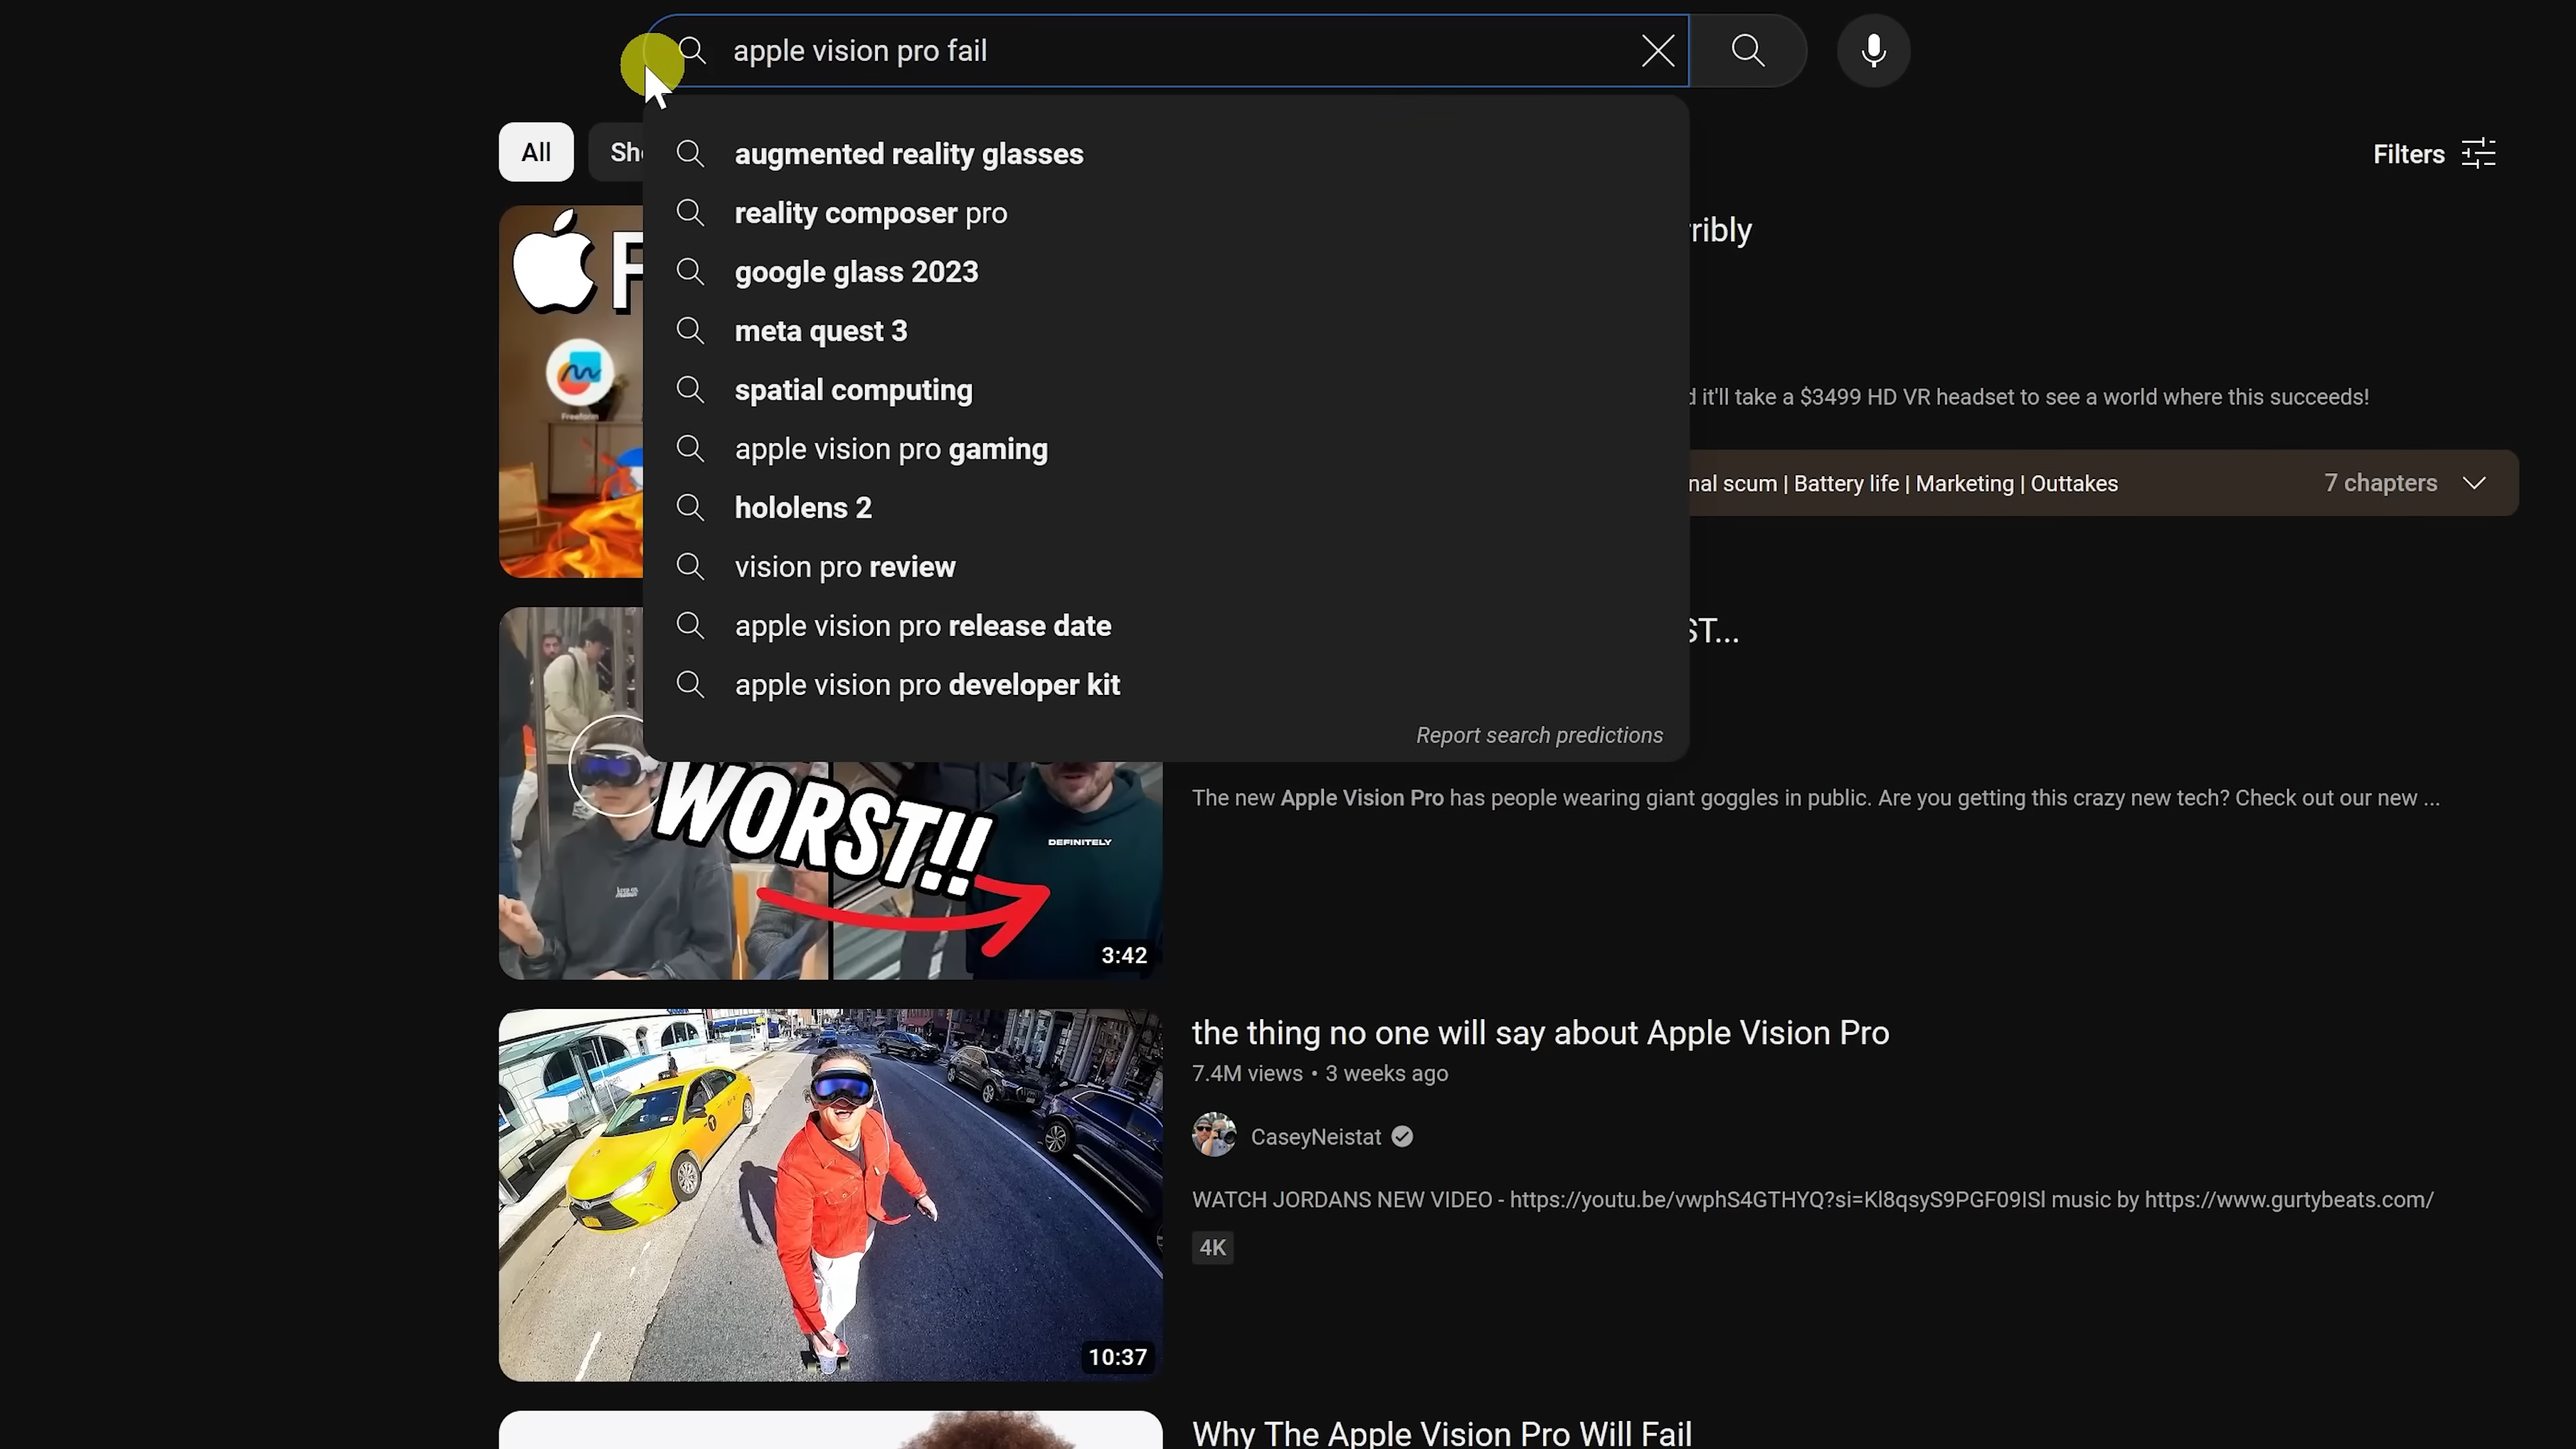 apple vision pro fail
All
Filters
augmented reality glasses
reality composer pro
google glass 2023
meta quest 3
spatial computing
apple vision pro gaming
hololens 2
vision pro review
apple vision pro release date
apple vision pro developer kit
Report search predictions
it'll take a $3499 HD VR headset to see a world where this succeeds!
scum | Battery life | Marketing | Outtakes
7 chapters
Freeform
WORST!!
DEFINITELY
3:42
The new Apple Vision Pro has people wearing giant goggles in public. Are you getting this crazy new tech? Check out our new ...
the thing no one will say about Apple Vision Pro
7.4M views • 3 weeks ago
CaseyNeistat
WATCH JORDANS NEW VIDEO - https://youtu.be/vwphS4GTHYQ?si=Kl8qsyS9PGF09ISl music by https://www.gurtybeats.com/
4K
10:37
Why The Apple Vision Pro Will Fail